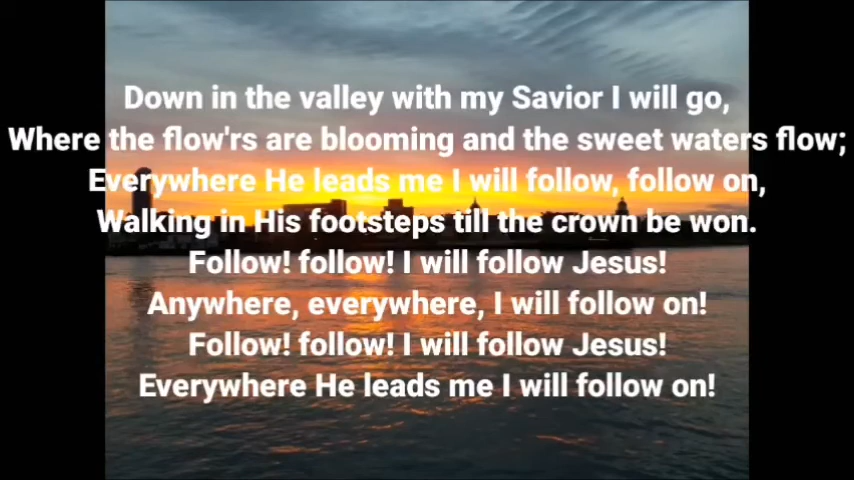 Down in the valley with my Savior I will go,
Where the flow'rs are blooming and the sweet waters flow;
Everywhere He leads me I will follow, follow on,
Walking in His footsteps till the crown be won.
Follow! follow! I will follow Jesus!
Anywhere, everywhere, I will follow on!
Follow! follow! I will follow Jesus!
Everywhere He leads me I will follow on!